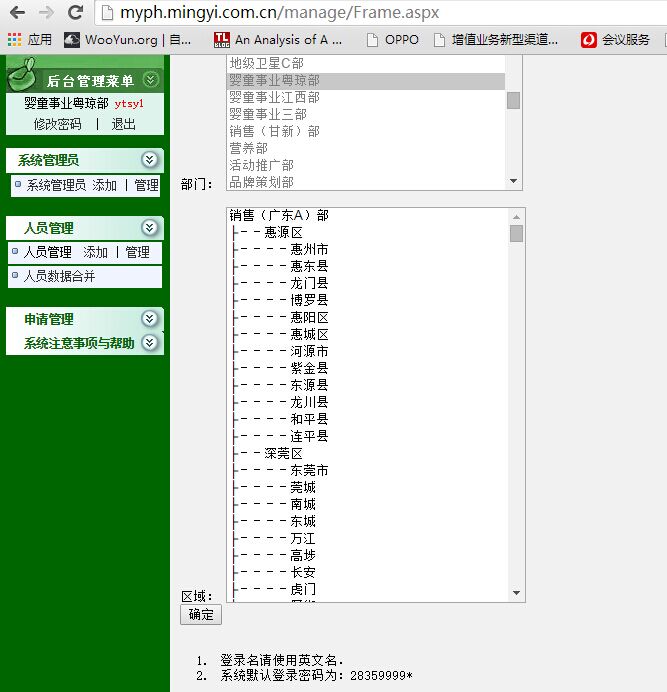 myph.mingyi.com.cn/manage/Frame.aspx
应用 WooYun.org | 自... An Analysis of A ... OPPO 增值业务新型渠道... 会议服务
后台管理菜单
婴童事业粤琼部 ytsyl
修改密码 | 退出
系统管理员
系统管理员 添加 | 管理
人员管理
人员管理 添加 | 管理
人员数据合并
申请管理
系统注意事项与帮助
地级卫星C部
婴童事业粤琼部
婴童事业江西部
婴童事业三部
销售（甘新）部
营养部
活动推广部
品牌策划部
部门：
销售（广东A）部
├－－惠源区
├－－－－惠州市
├－－－－惠东县
├－－－－龙门县
├－－－－博罗县
├－－－－惠阳区
├－－－－惠城区
├－－－－河源市
├－－－－紫金县
├－－－－东源县
├－－－－龙川县
├－－－－和平县
├－－－－连平县
├－－深莞区
├－－－－东莞市
├－－－－莞城
├－－－－南城
├－－－－东城
├－－－－万江
├－－－－高埗
├－－－－长安
├－－－－虎门
区域：
确定
1. 登录名请使用英文名.
2. 系统默认登录密码为：28359999*